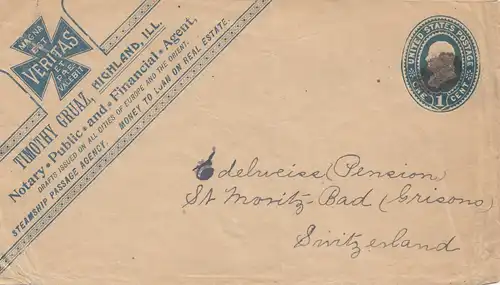 MAGNA
EST
VERITAS
ET
PRE
VALEBIT
TIMOTHY GRUAZ, HIGHLAND, ILL.
Notary • Public • and • Financial • Agent,
DRAFTS ISSUED ON ALL CITIES OF EUROPE AND THE ORIENT.
STEAMSHIP PASSAGE AGENCY. MONEY TO LOAN ON REAL ESTATE.
UNITED STATES POSTAGE
ONE 1 CENT
Edelweiss (Pension)
St Moritz-Bad (Grisons)
Switzerland